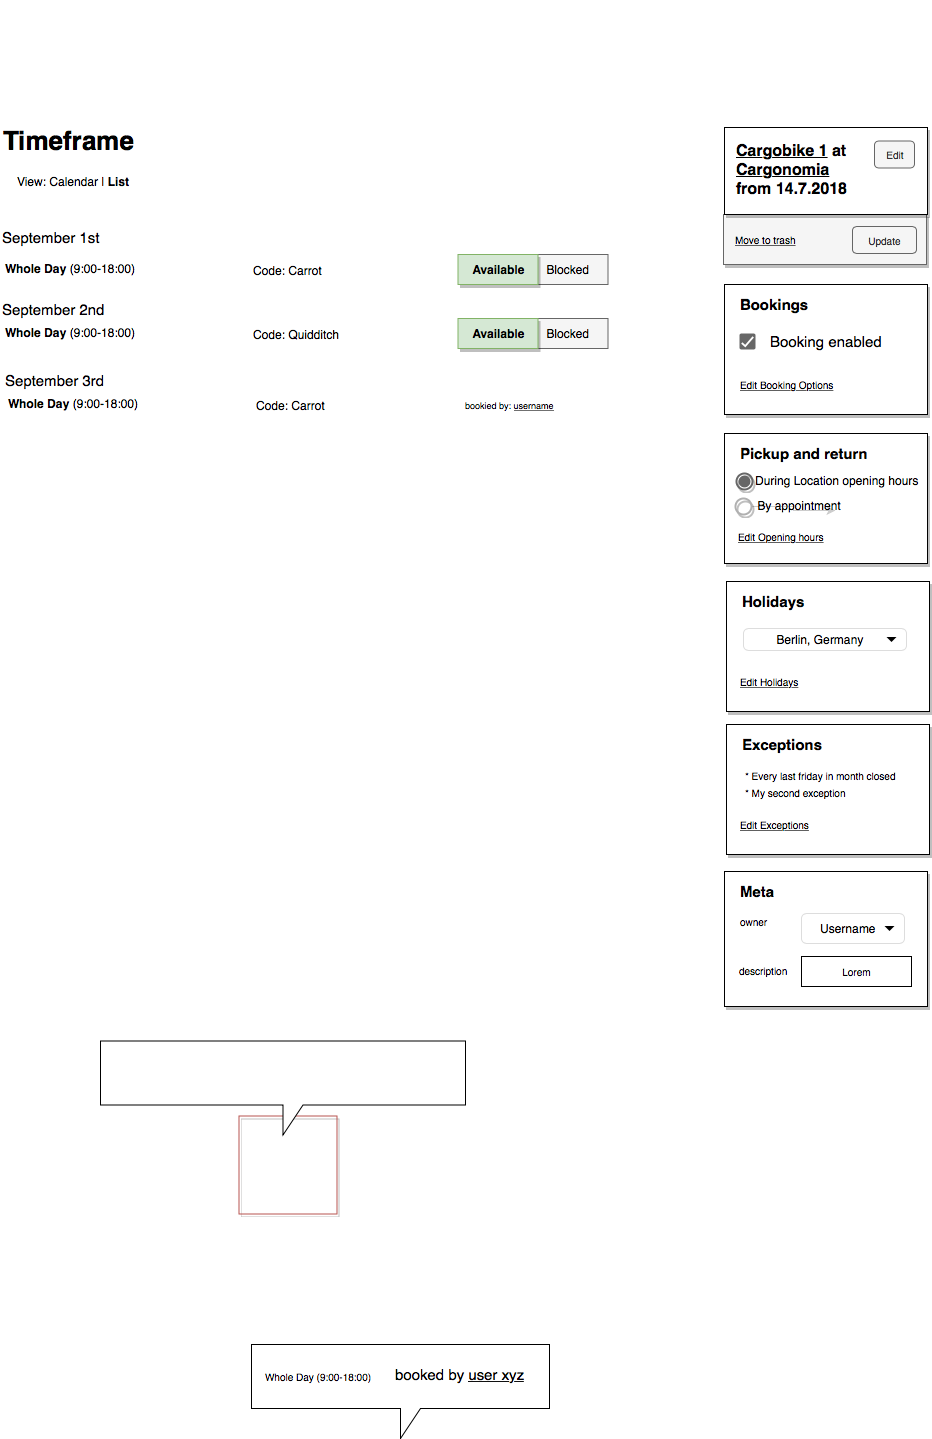 Timeframe
View: Calendar | List
September 1st
Whole Day (9:00-18:00)
Code: Carrot
Available
Blocked
September 2nd
Whole Day (9:00-18:00)
Code: Quidditch
Available
Blocked
September 3rd
Whole Day (9:00-18:00)
Code: Carrot
bookied by: username
Cargobike 1 at
Cargonomia
from 14.7.2018
Edit
Move to trash
Update
Bookings
Booking enabled
Edit Booking Options
Pickup and return
During Location opening hours
By appointment
Edit Opening hours
Holidays
Berlin, Germany
Edit Holidays
Exceptions
* Every last friday in month closed
* My second exception
Edit Exceptions
Meta
owner
Username
description
Lorem
Whole Day (9:00-18:00)
booked by user xyz